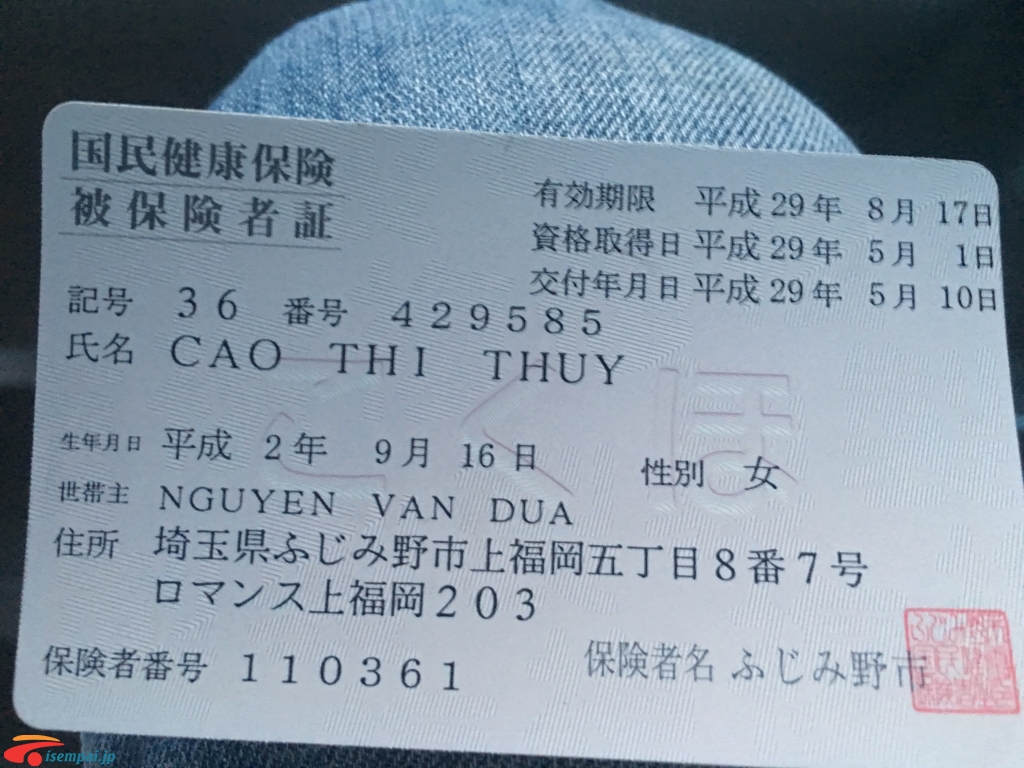 国民健康保険
被保険者証
有効期限 平成29年 8月 17日
資格取得日 平成29年 5月 1日
交付年月日 平成29年 5月 10日
記号 36 番号 429585
氏名 CAO THI THUY
生年月日 平成 2年 9月 16日
性別 女
世帯主 NGUYEN VAN DUA
住所 埼玉県ふじみ野市上福岡五丁目8番7号
ロマンス上福岡203
保険者番号 110361
保険者名 ふじみ野市
こくほ
isempai.jp